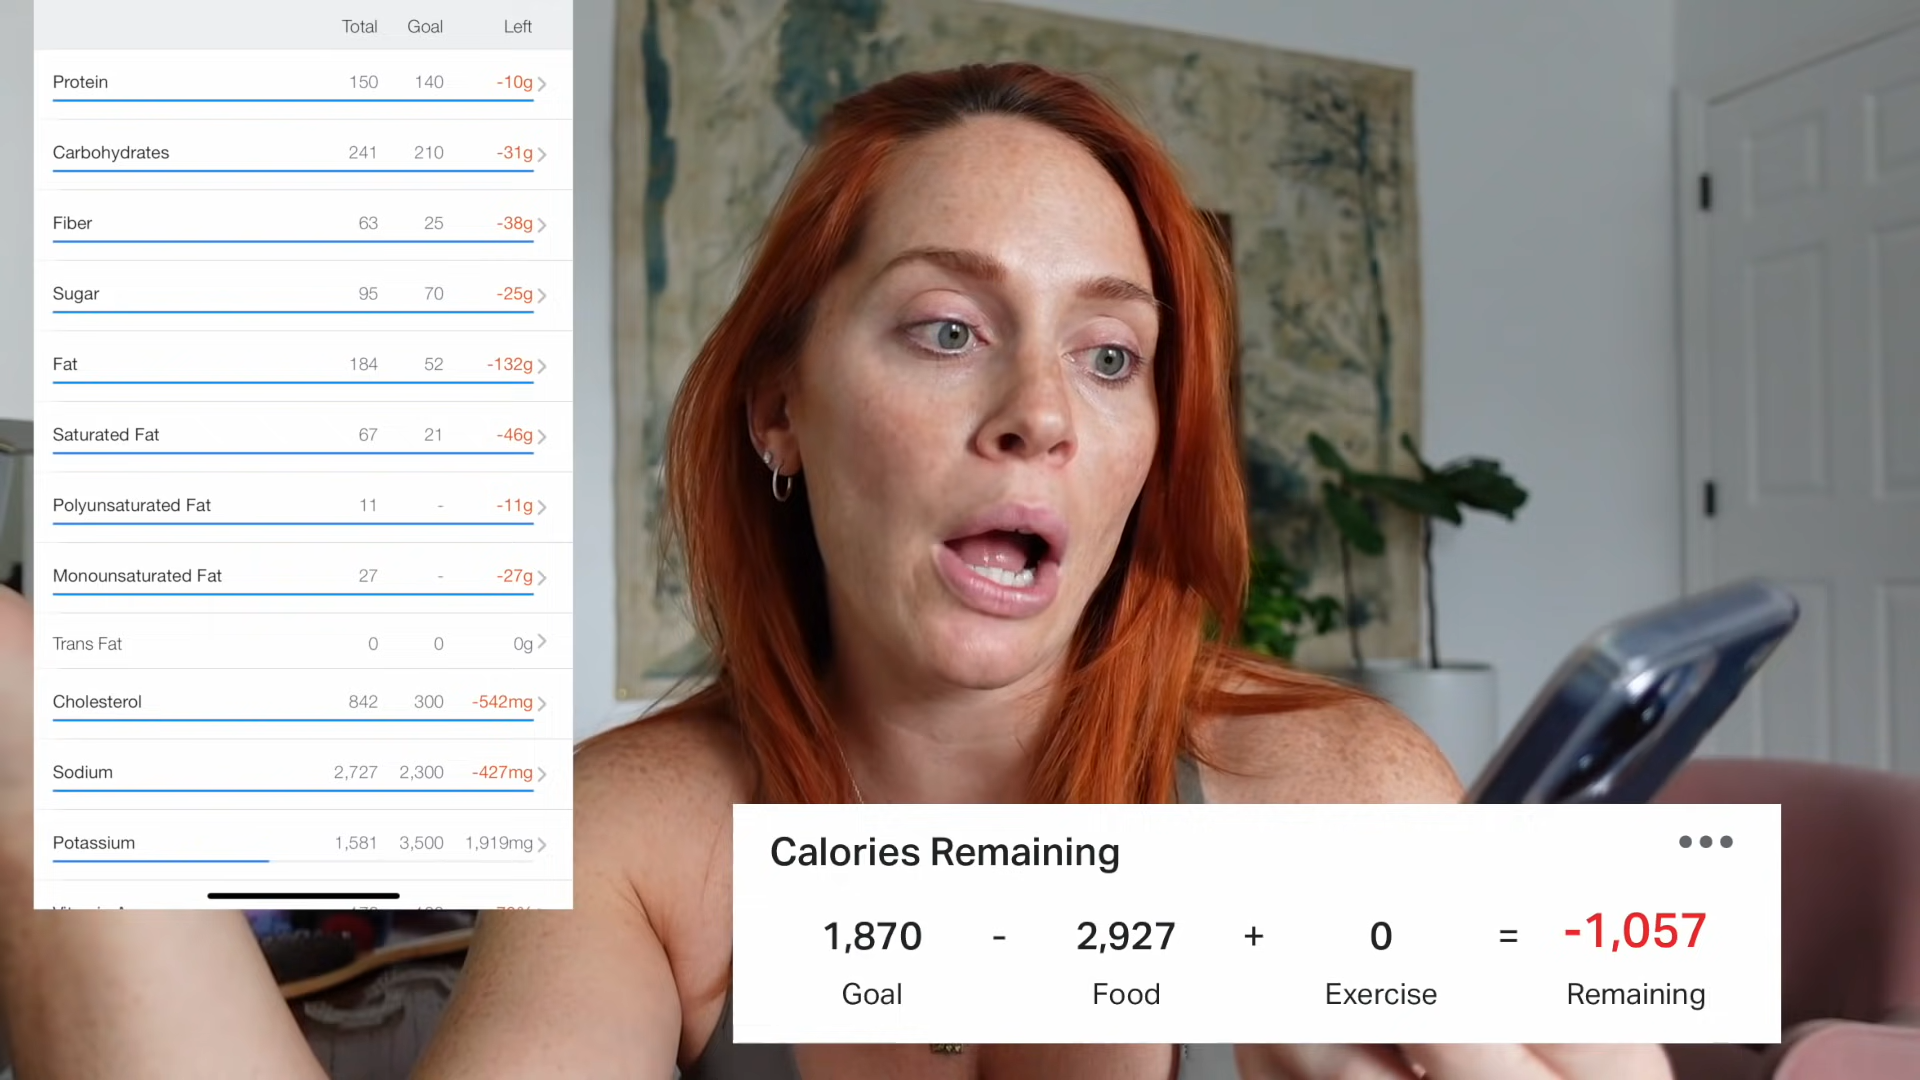 Total Goal Left
Protein 150 140 -10g
Carbohydrates 241 210 -31g
Fiber 63 25 -38g
Sugar 95 70 -25g
Fat 184 52 -132g
Saturated Fat 67 21 -46g
Polyunsaturated Fat 11 - -11g
Monounsaturated Fat 27 - -27g
Trans Fat 0 0 0g
Cholesterol 842 300 -542mg
Sodium 2,727 2,300 -427mg
Potassium 1,581 3,500 1,919mg
Calories Remaining
1,870 - 2,927 + 0 = -1,057
Goal Food Exercise Remaining